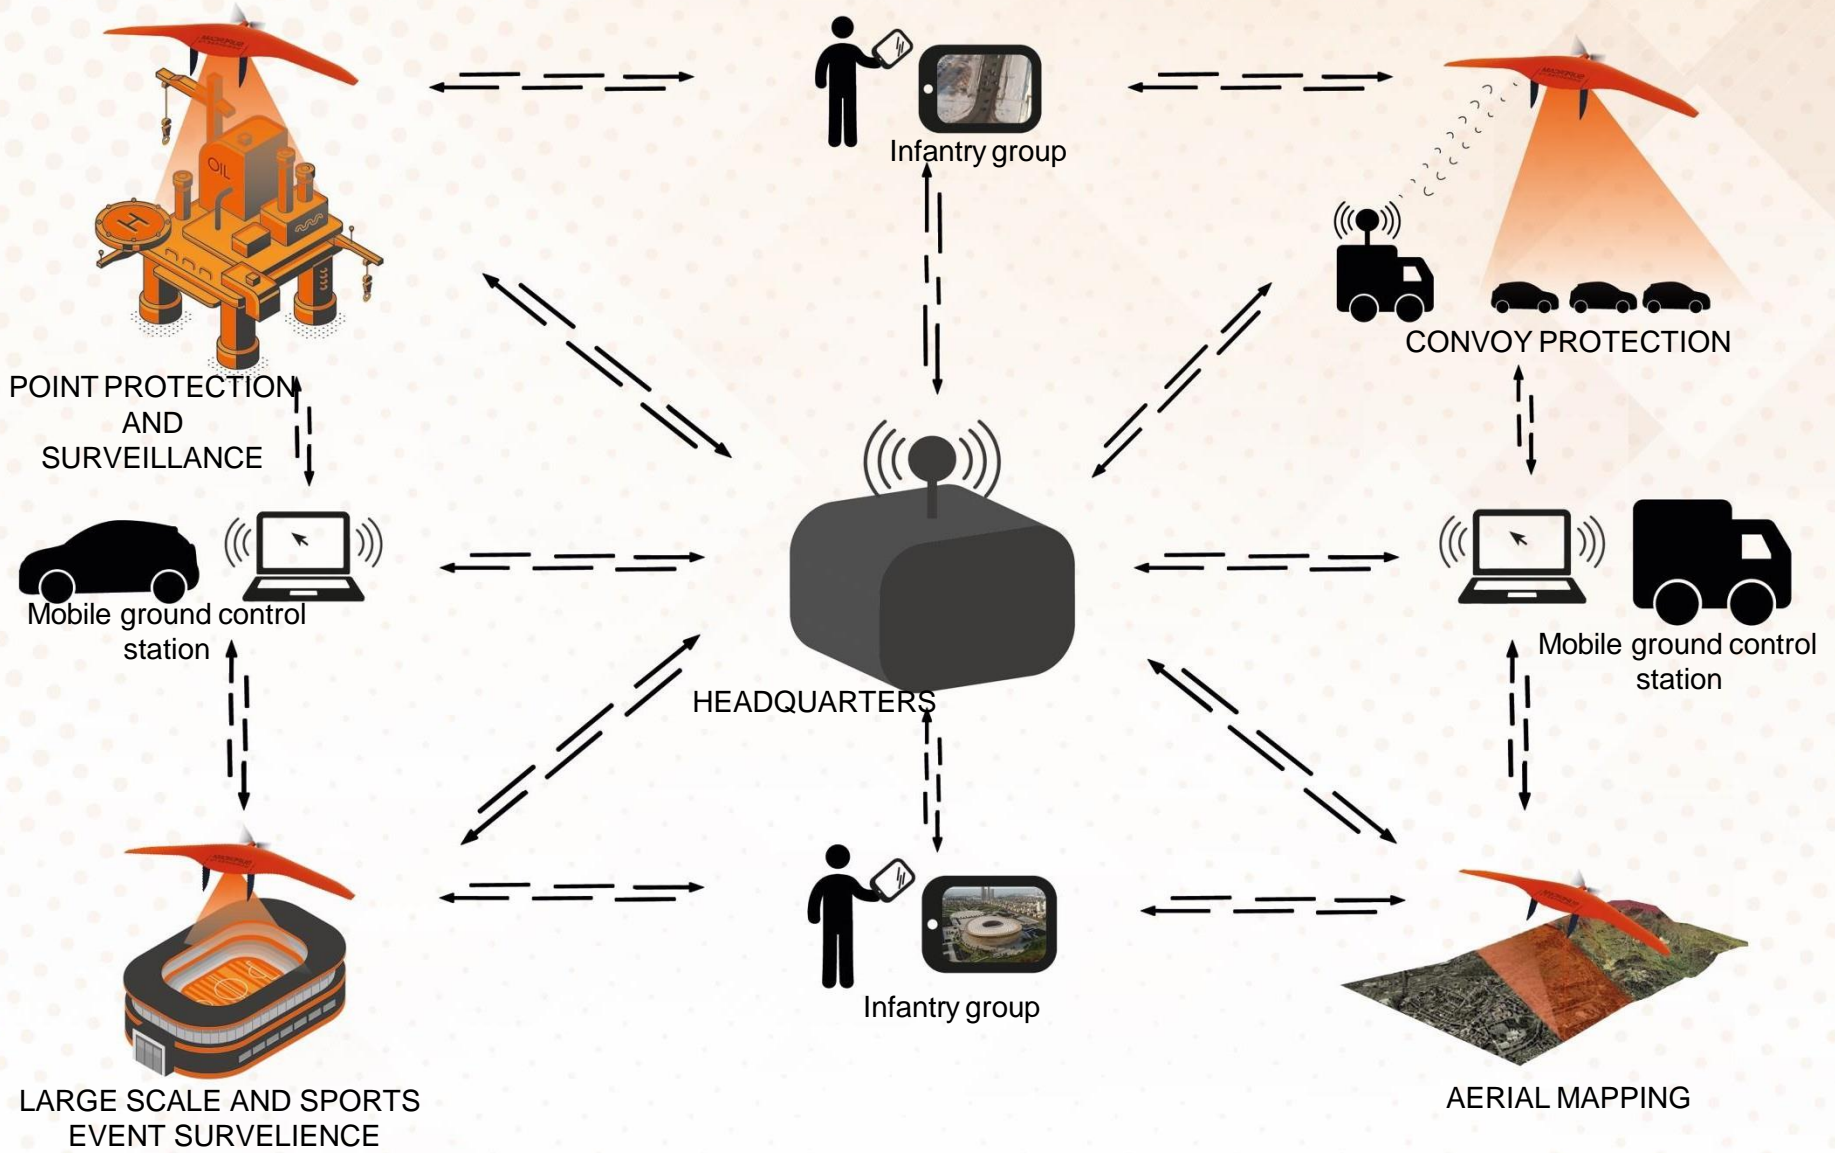 OIL
H
Infantry group
CONVOY PROTECTION
POINT PROTECTION
AND
SURVEILLANCE
Mobile ground control
station
HEADQUARTERS
Mobile ground control
station
Infantry group
LARGE SCALE AND SPORTS
EVENT SURVELIENCE
AERIAL MAPPING